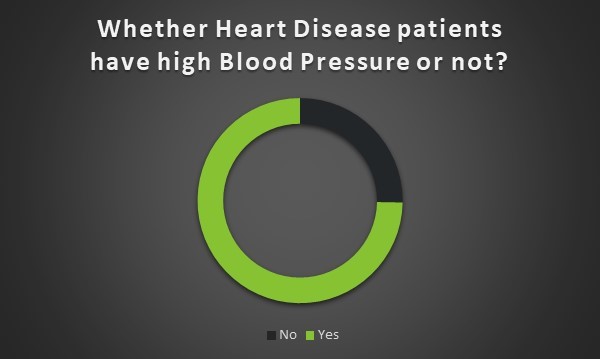 Whether Heart Disease patients
have high Blood Pressure or not?
No Yes